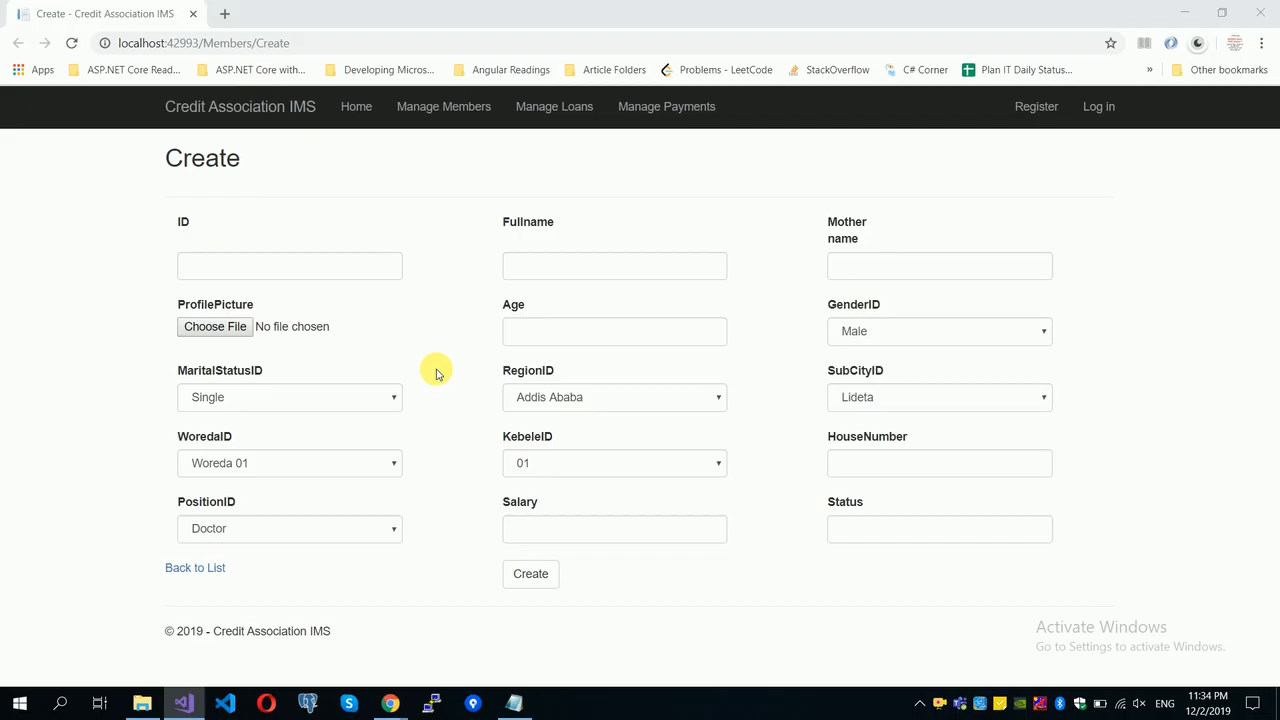 Create - Credit Association IMS
localhost:42993/Members/Create
Apps ASP.NET Core Read... ASP.NET Core with... Developing Micros... Angular Readings Article Folders Problems - LeetCode StackOverflow C# Corner Plan IT Daily Status... » Other bookmarks
Credit Association IMS Home Manage Members Manage Loans Manage Payments Register Log in
Create
ID Fullname Mother
name
ProfilePicture Age GenderID
Choose File No file chosen Male
MaritalStatusID RegionID SubCityID
Single Addis Ababa Lideta
WoredaID KebeleID HouseNumber
Woreda 01 01
PositionID Salary Status
Doctor
Back to List Create
© 2019 - Credit Association IMS
Activate Windows
Go to Settings to activate Windows.
ENG 11:34 PM
12/2/2019